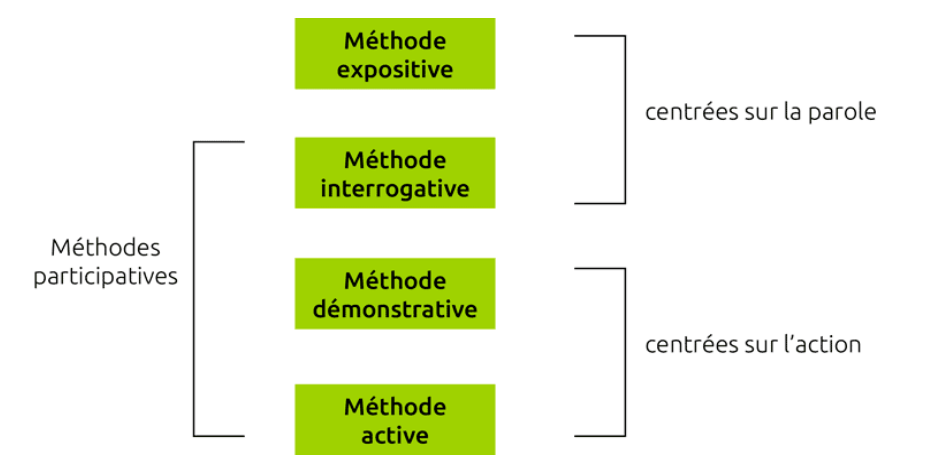 Méthode
expositive
centrées sur la parole
Méthode
interrogative
Méthodes
participatives
Méthode
démonstrative
centrées sur l’action
Méthode
active